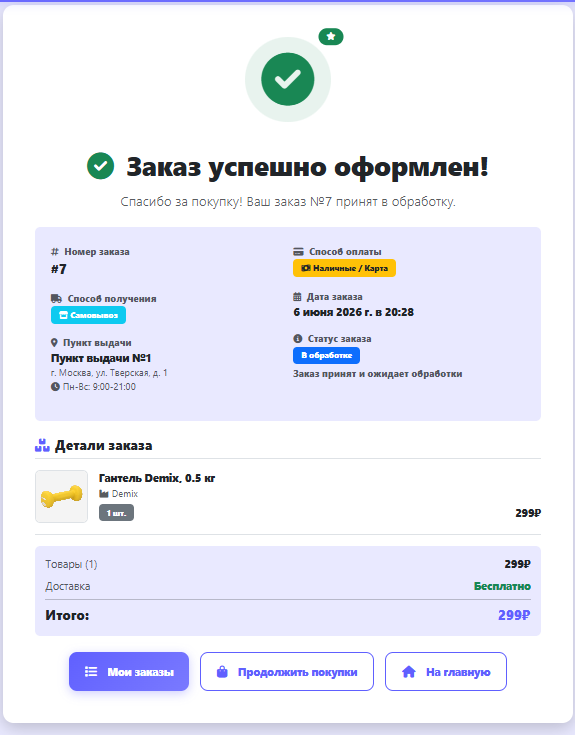 Заказ успешно оформлен!
Спасибо за покупку! Ваш заказ №7 принят в обработку.
# Номер заказа
#7
Способ получения
Самовывоз
Пункт выдачи
Пункт выдачи №1
г. Москва, ул. Тверская, д. 1
Пн-Вс: 9:00-21:00
Способ оплаты
Наличные / Карта
Дата заказа
6 июня 2026 г. в 20:28
Статус заказа
В обработке
Заказ принят и ожидает обработки
Детали заказа
Гантель Demix, 0.5 кг
Demix
1 шт.
299₽
Товары (1) 299₽
Доставка Бесплатно
Итого: 299₽
Мои заказы Продолжить покупки На главную